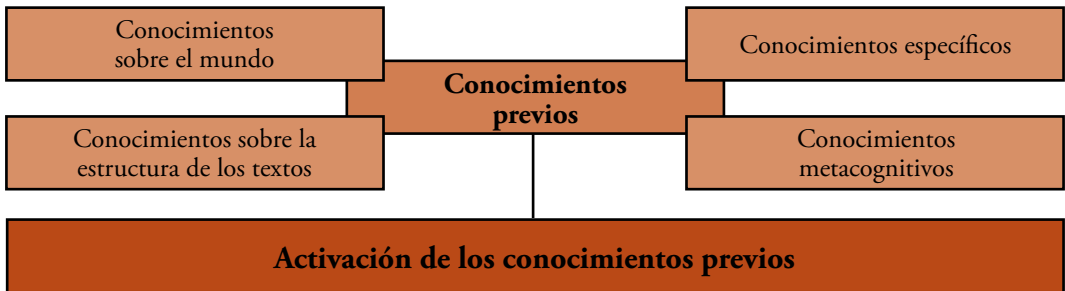 Conocimientos
sobre el mundo
Conocimientos específicos
Conocimientos
previos
Conocimientos sobre la
estructura de los textos
Conocimientos
metacognitivos
Activación de los conocimientos previos